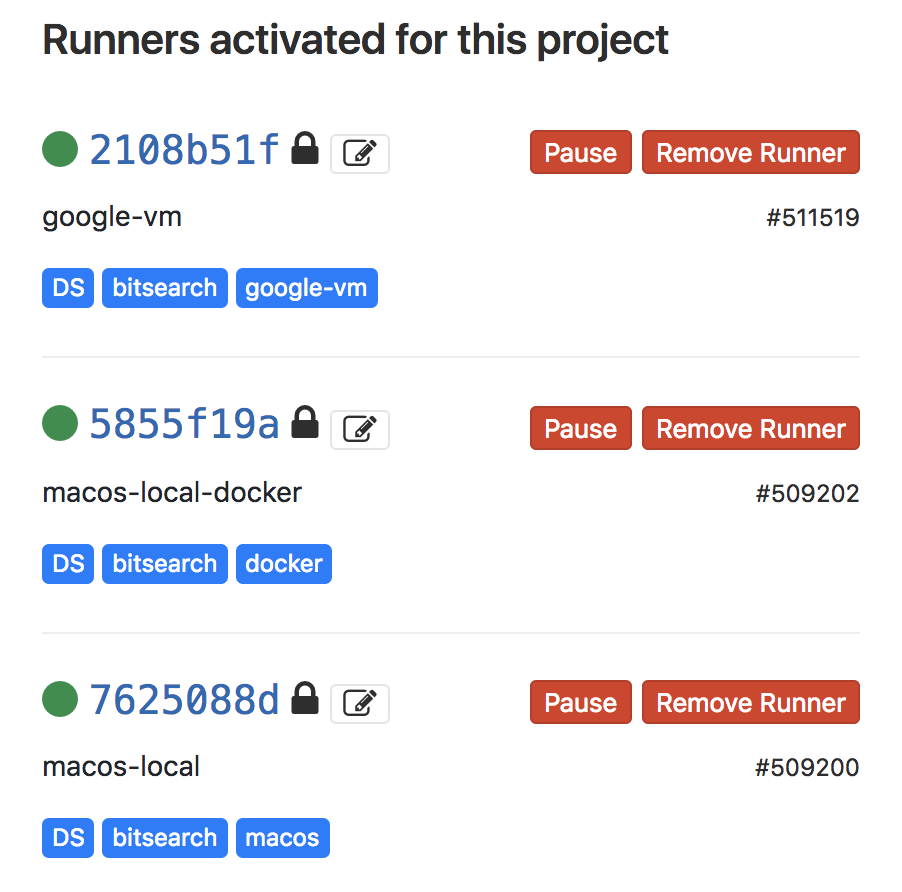 Runners activated for this project
2108b51f Pause Remove Runner
google-vm #511519
DS bitsearch google-vm
5855f19a Pause Remove Runner
macos-local-docker #509202
DS bitsearch docker
7625088d Pause Remove Runner
macos-local #509200
DS bitsearch macos